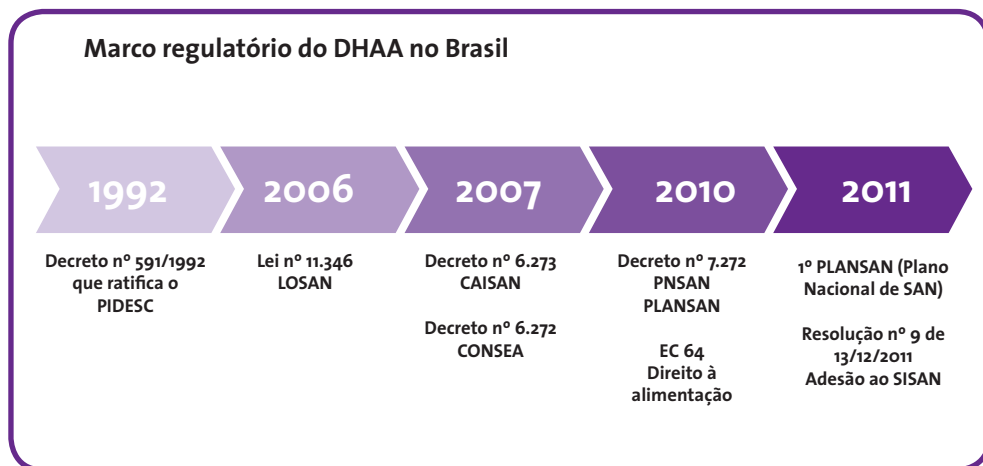 Marco regulatório do DHAA no Brasil
1992
Decreto nº 591/1992
que ratifica o
PIDESC
2006
Lei nº 11.346
LOSAN
2007
Decreto nº 6.273
CAISAN
Decreto nº 6.272
CONSEA
2010
Decreto nº 7.272
PNSAN
PLANSAN
EC 64
Direito à
alimentação
2011
1º PLANSAN (Plano
Nacional de SAN)
Resolução nº 9 de
13/12/2011
Adesão ao SISAN